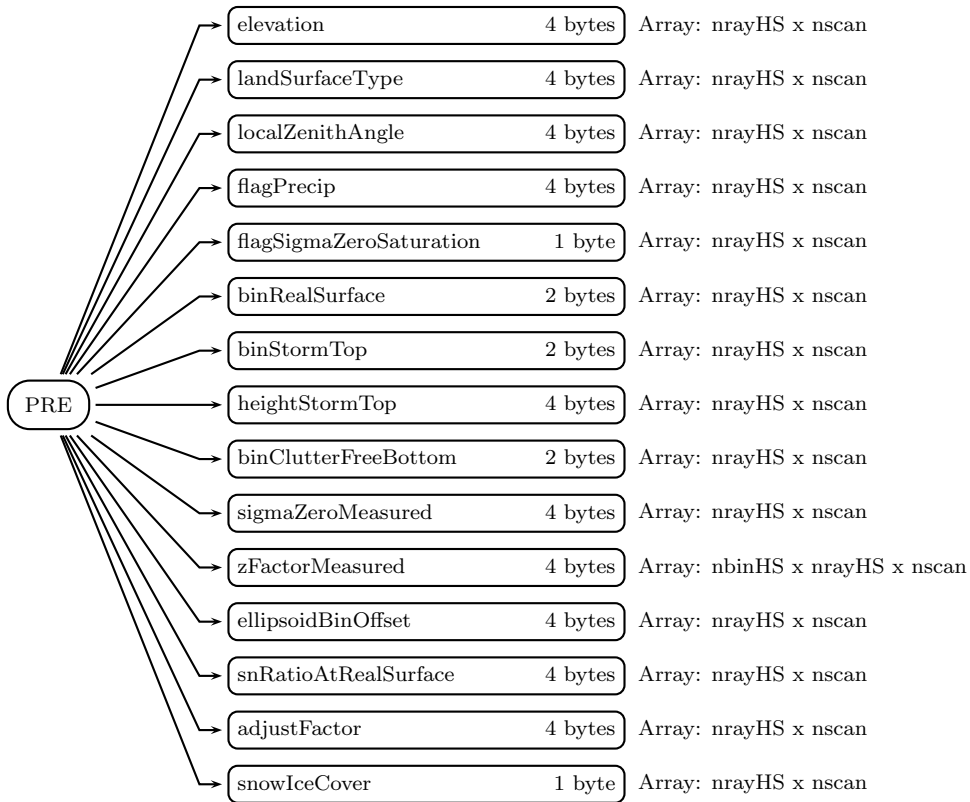 elevation 4 bytes Array: nrayHS x nscan
landSurfaceType 4 bytes Array: nrayHS x nscan
localZenithAngle 4 bytes Array: nrayHS x nscan
flagPrecip 4 bytes Array: nrayHS x nscan
flagSigmaZeroSaturation 1 byte Array: nrayHS x nscan
binRealSurface 2 bytes Array: nrayHS x nscan
binStormTop 2 bytes Array: nrayHS x nscan
PRE heightStormTop 4 bytes Array: nrayHS x nscan
binClutterFreeBottom 2 bytes Array: nrayHS x nscan
sigmaZeroMeasured 4 bytes Array: nrayHS x nscan
zFactorMeasured 4 bytes Array: nbinHS x nrayHS x nscan
ellipsoidBinOffset 4 bytes Array: nrayHS x nscan
snRatioAtRealSurface 4 bytes Array: nrayHS x nscan
adjustFactor 4 bytes Array: nrayHS x nscan
snowIceCover 1 byte Array: nrayHS x nscan